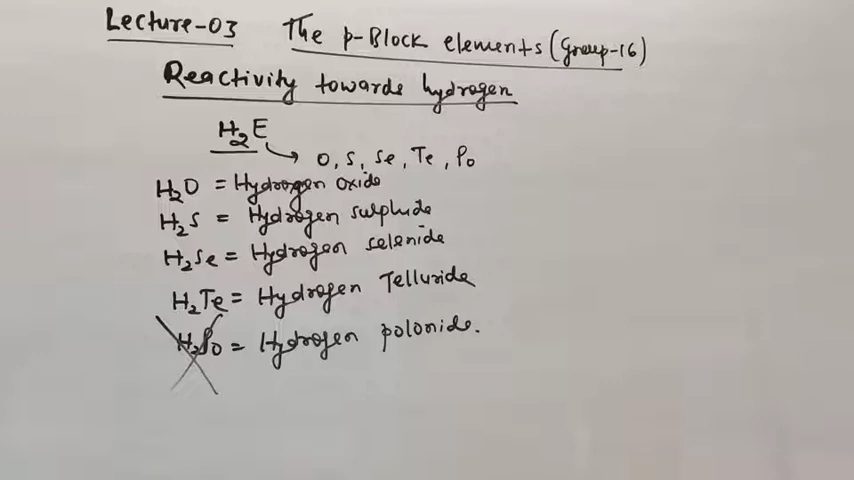 Lecture-03 The p-Block elements (Group-16)
Reactivity towards hydrogen
H₂E
O, S, Se, Te, Po
H₂O = Hydrogen oxide
H₂S = Hydrogen sulphide
H₂Se = Hydrogen selenide
H₂Te = Hydrogen Telluride
H₂Po = Hydrogen polonide.